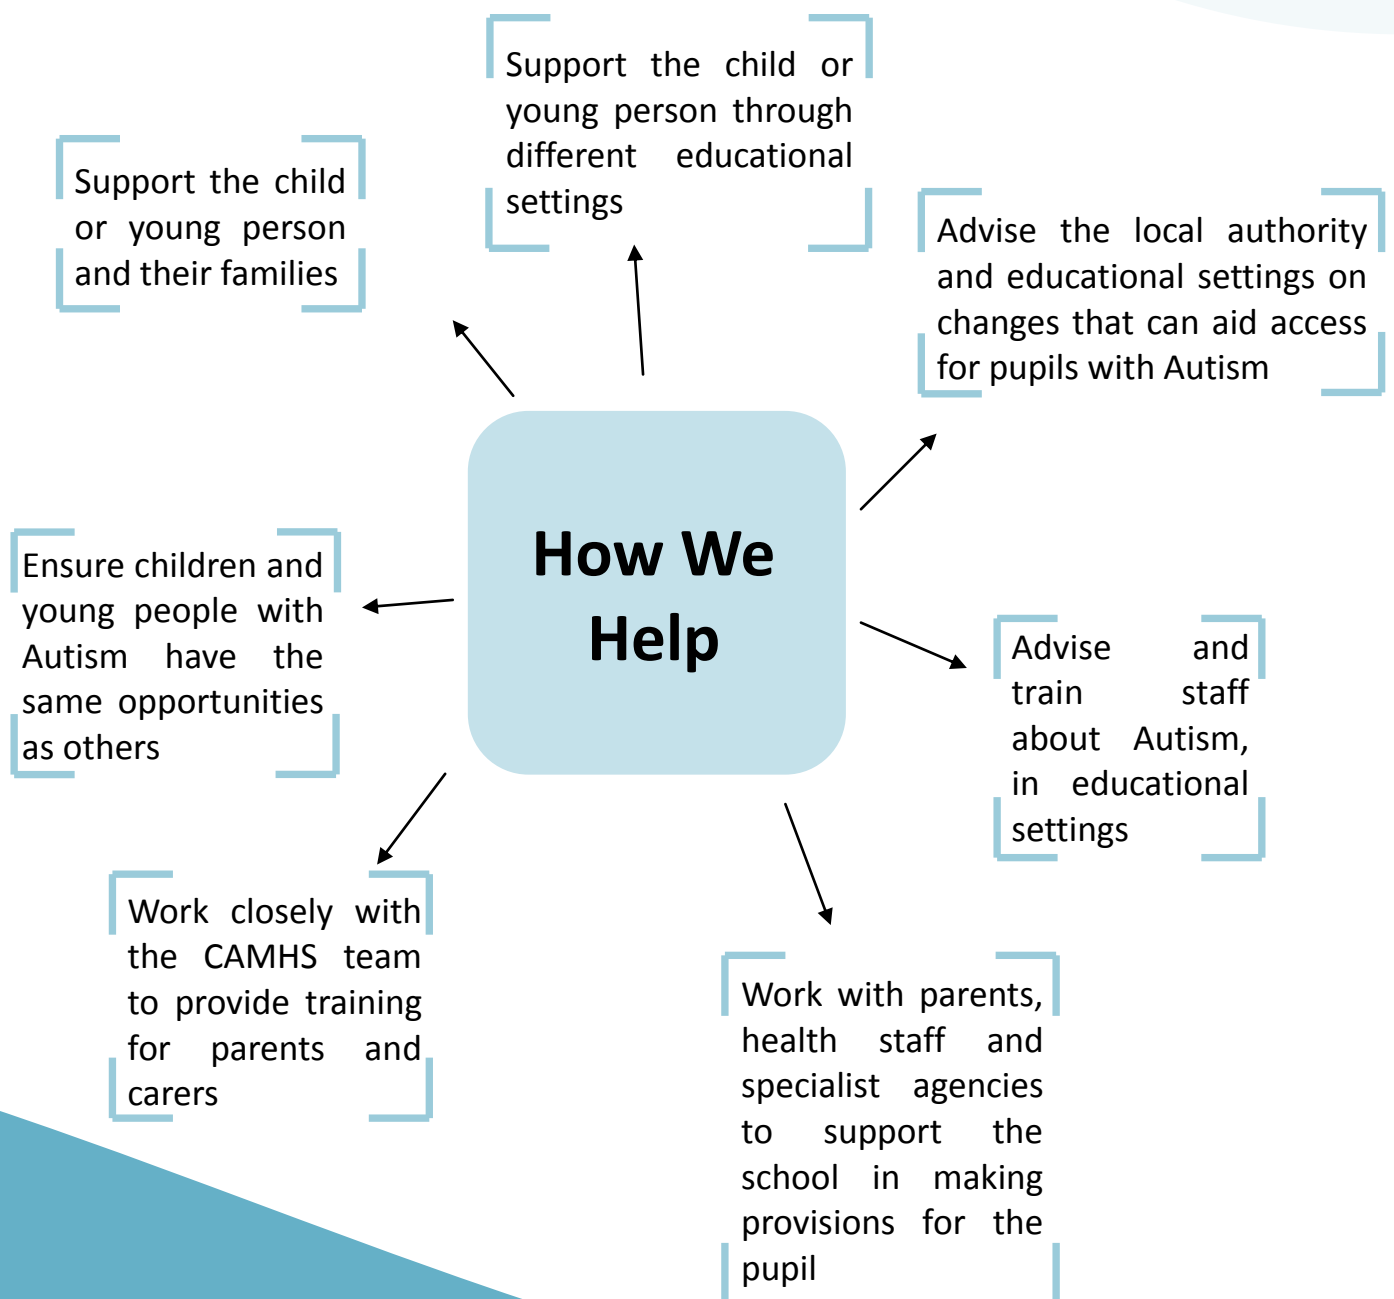 Support the child or
young person through
different educational
settings
Support the child
or young person
and their families
Advise the local authority
and educational settings on
changes that can aid access
for pupils with Autism
How We
Help
Ensure children and
young people with
Autism have the
same opportunities
as others
Advise and
train staff
about Autism,
in educational
settings
Work closely with
the CAMHS team
to provide training
for parents and
carers
Work with parents,
health staff and
specialist agencies
to support the
school in making
provisions for the
pupil